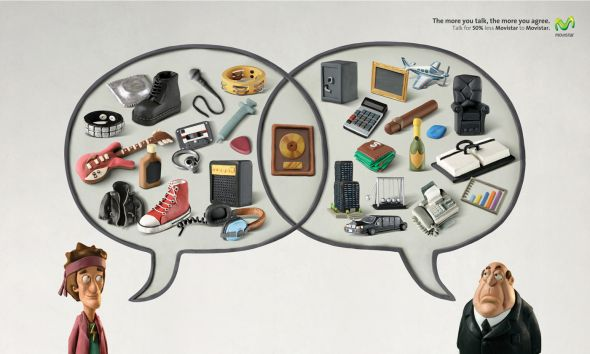 The more you talk, the more you agree.
Talk for 50% less Movistar to Movistar.
movistar